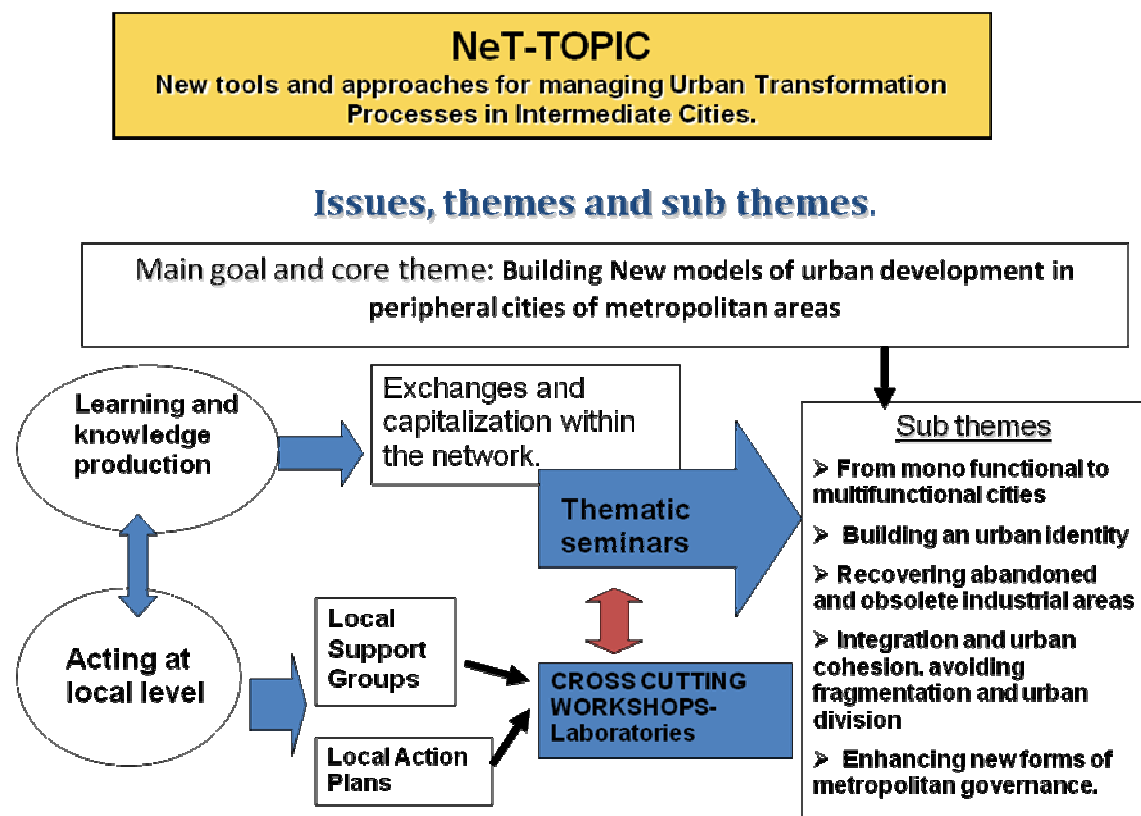 NeT-TOPIC
New tools and approaches for managing Urban Transformation
Processes in Intermediate Cities.
Issues, themes and sub themes.
Main goal and core theme: Building New models of urban development in
peripheral cities of metropolitan areas
Learning and
knowledge
production
Exchanges and
capitalization within
the network.
Thematic
seminars
Acting at
local level
Local
Support
Groups
Local Action
Plans
CROSS CUTTING
WORKSHOPS-
Laboratories
Sub themes
➢ From mono functional to
multifunctional cities
➢ Building an urban identity
➢ Recovering abandoned
and obsolete industrial areas
➢ Integration and urban
cohesion. avoiding
fragmentation and urban
division
➢ Enhancing new forms of
metropolitan governance.